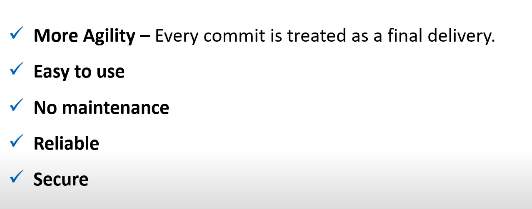 ✓ More Agility – Every commit is treated as a final delivery.
✓ Easy to use
✓ No maintenance
✓ Reliable
✓ Secure